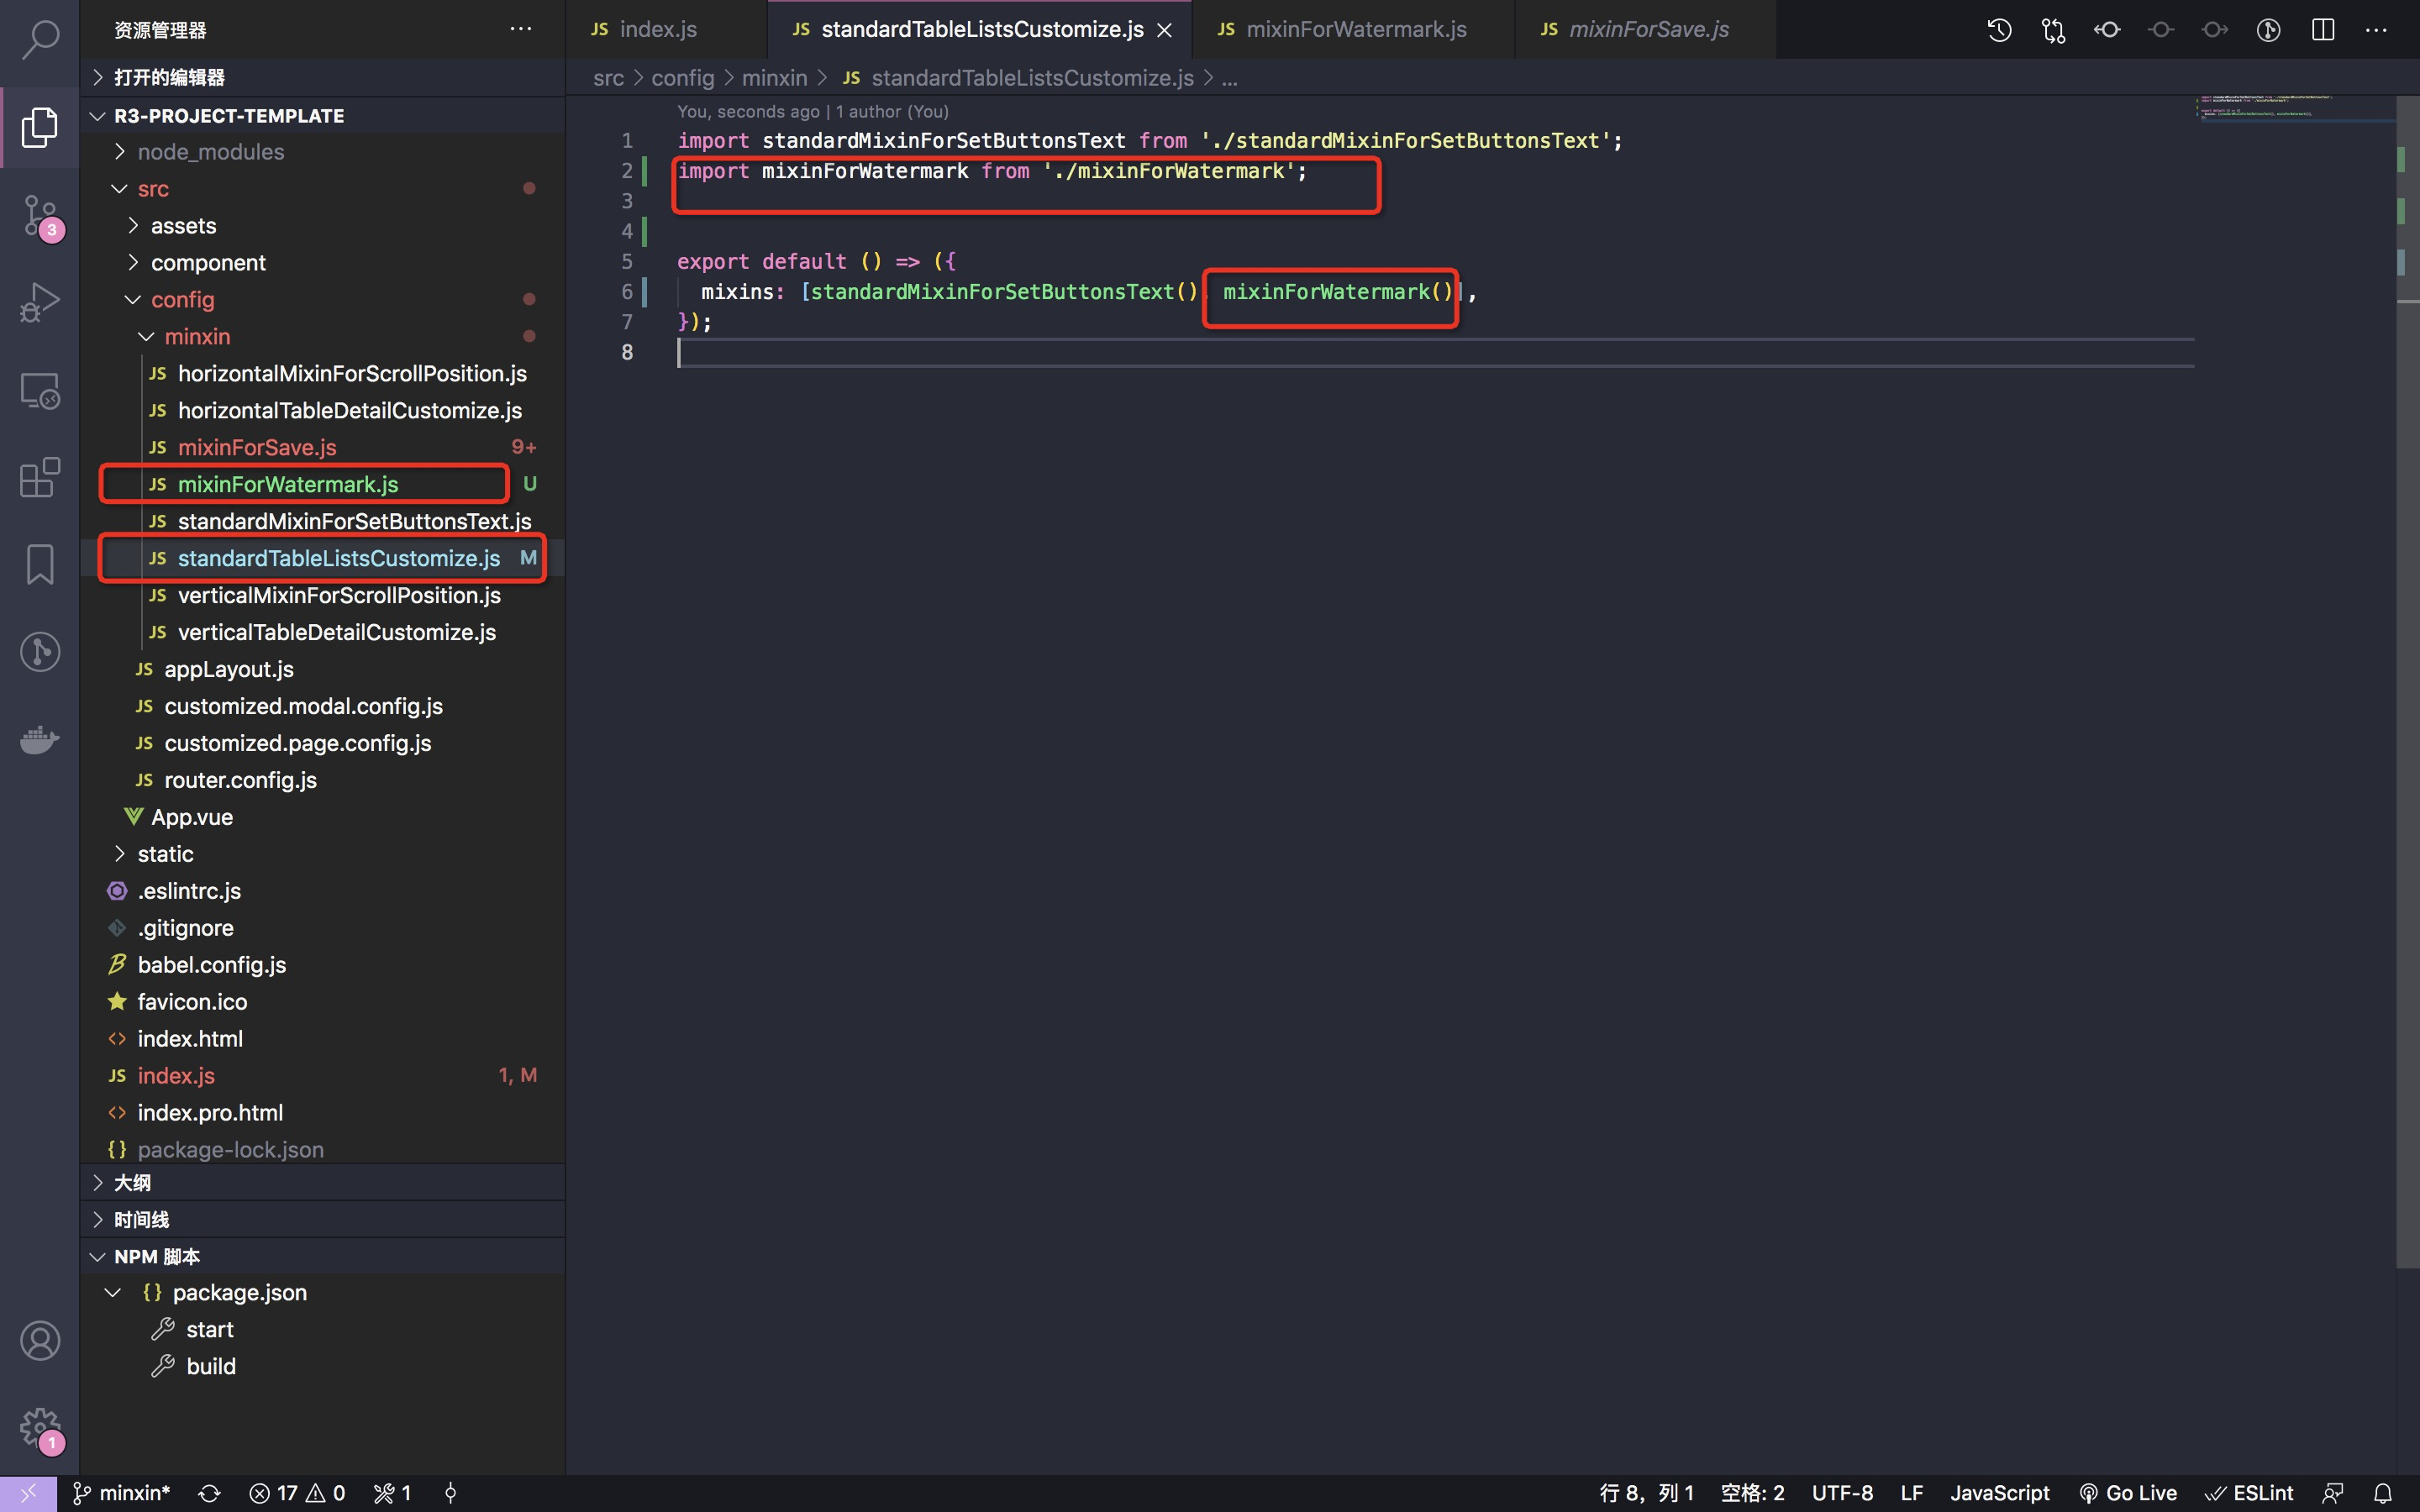 资源管理器
打开的编辑器
R3-PROJECT-TEMPLATE
node_modules
src
assets
component
config
minxin
JS horizontalMixinForScrollPosition.js
JS horizontalTableDetailCustomize.js
JS mixinForSave.js 9+
JS mixinForWatermark.js U
JS standardMixinForSetButtonsText.js
JS standardTableListsCustomize.js M
JS verticalMixinForScrollPosition.js
JS verticalTableDetailCustomize.js
JS appLayout.js
JS customized.modal.config.js
JS customized.page.config.js
JS router.config.js
App.vue
static
.eslintrc.js
.gitignore
babel.config.js
favicon.ico
<> index.html
JS index.js 1, M
<> index.pro.html
{} package-lock.json
大纲
时间线
NPM 脚本
{} package.json
start
build
3
1
JS index.js
JS standardTableListsCustomize.js
JS mixinForWatermark.js
JS mixinForSave.js
src > config > minxin > JS standardTableListsCustomize.js > ...
You, seconds ago | 1 author (You)
1 import standardMixinForSetButtonsText from './standardMixinForSetButtonsText';
2 import mixinForWatermark from './mixinForWatermark';
3
4
5 export default () => ({
6 mixins: [standardMixinForSetButtonsText(), mixinForWatermark()],
7 });
8
minxin* 17 0 1
行 8，列 1 空格: 2 UTF-8 LF JavaScript Go Live ESLint